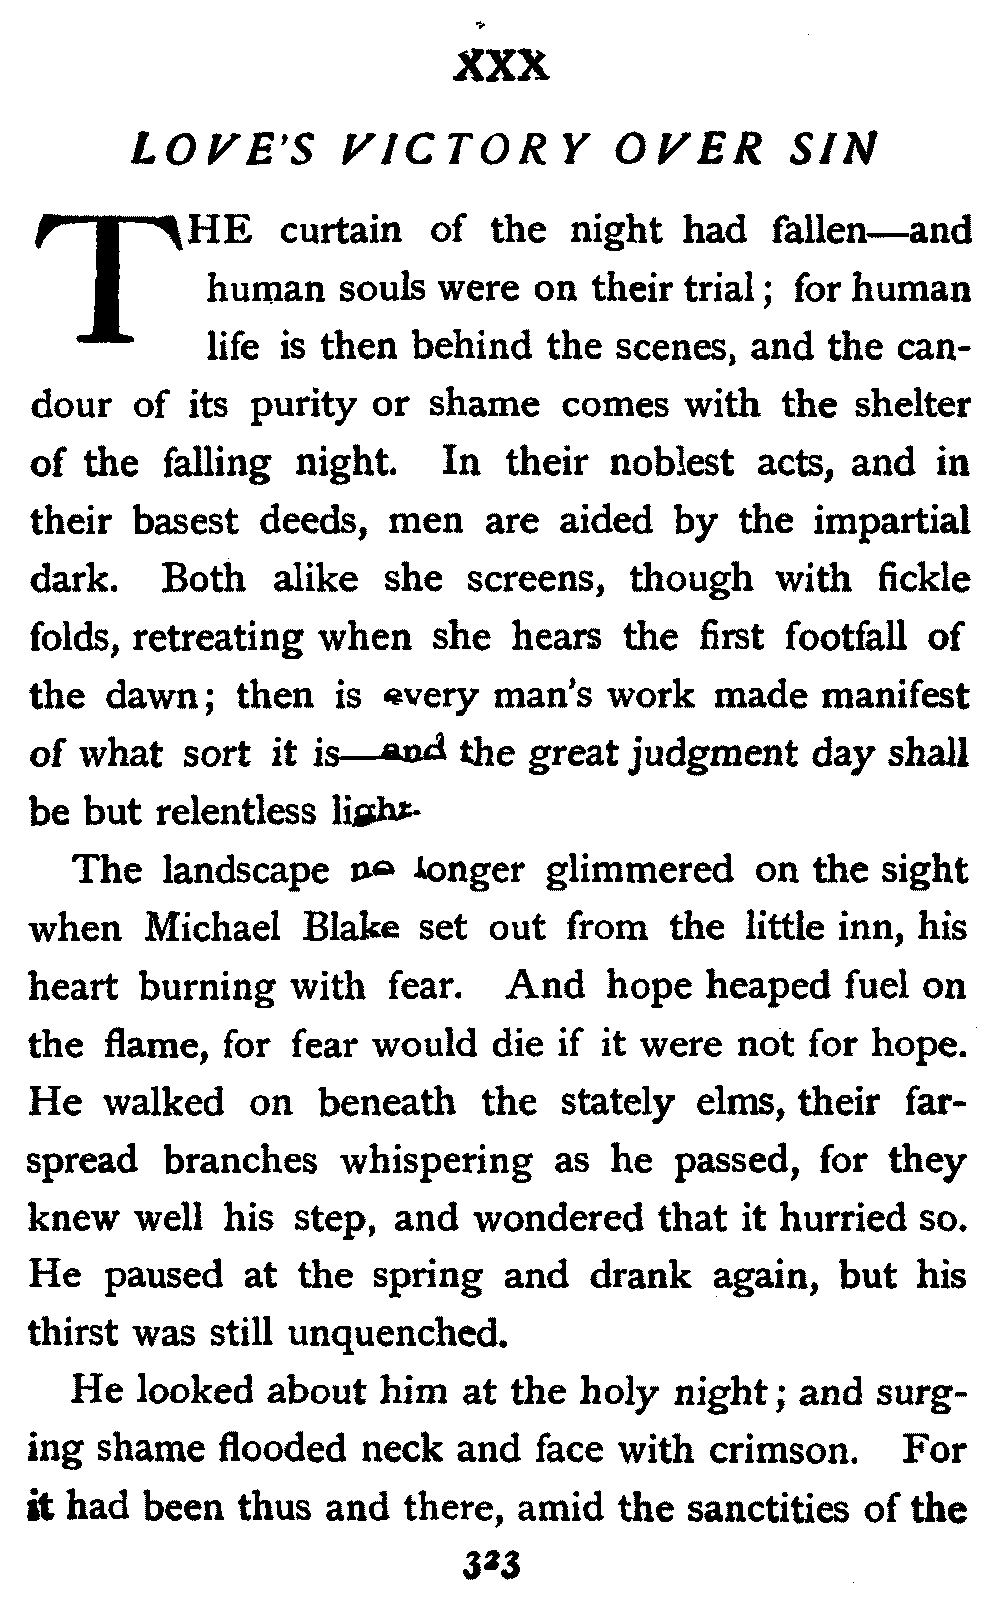 XXX
LOVE'S VICTORY OVER SIN
THE curtain of the night had fallen—and
human souls were on their trial; for human
life is then behind the scenes, and the can-
dour of its purity or shame comes with the shelter
of the falling night. In their noblest acts, and in
their basest deeds, men are aided by the impartial
dark. Both alike she screens, though with fickle
folds, retreating when she hears the first footfall of
the dawn; then is every man's work made manifest
of what sort it is—and the great judgment day shall
be but relentless light.
The landscape no longer glimmered on the sight
when Michael Blake set out from the little inn, his
heart burning with fear. And hope heaped fuel on
the flame, for fear would die if it were not for hope.
He walked on beneath the stately elms, their far-
spread branches whispering as he passed, for they
knew well his step, and wondered that it hurried so.
He paused at the spring and drank again, but his
thirst was still unquenched.
He looked about him at the holy night; and surg-
ing shame flooded neck and face with crimson. For
it had been thus and there, amid the sanctities of the
323